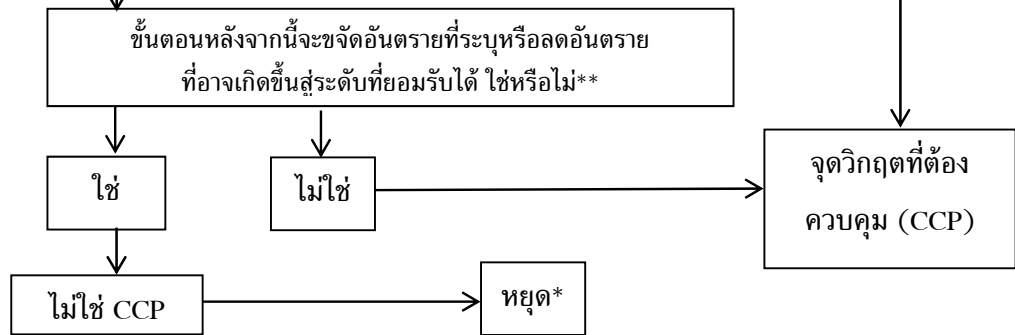 ขั้นตอนหลังจากนี้จะขจัดอันตรายที่ระบุหรือลดอันตราย
ที่อาจเกิดขึ้นสู่ระดับที่ยอมรับได้ ใช่หรือไม่**
ใช่
ไม่ใช่
จุดวิกฤตที่ต้อง
ควบคุม (CCP)
ไม่ใช่ CCP
หยุด*